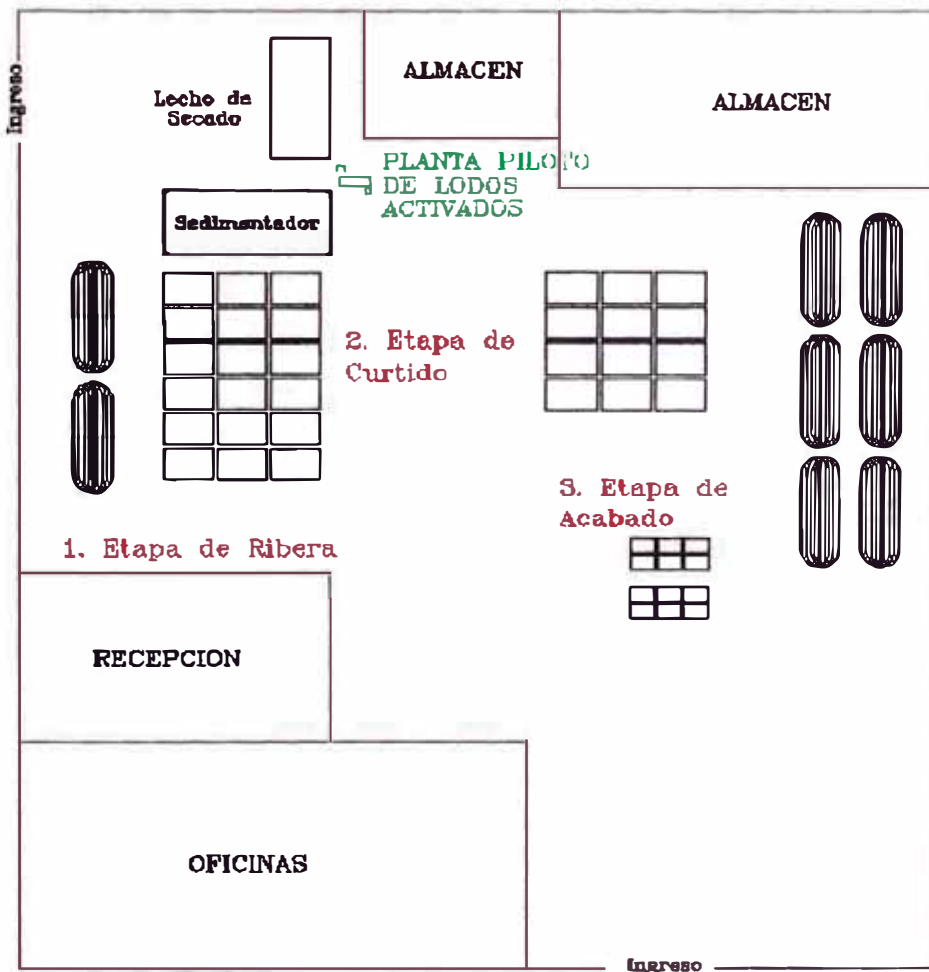 Ingreso
ALMACEN
ALMACEN
Lecho de
Secado
PLANTA PILOTO
DE LODOS
ACTIVADOS
Sedimentador
2. Etapa de
Curtido
3. Etapa de
Acabado
1. Etapa de Ribera
RECEPCION
OFICINAS
Ingreso